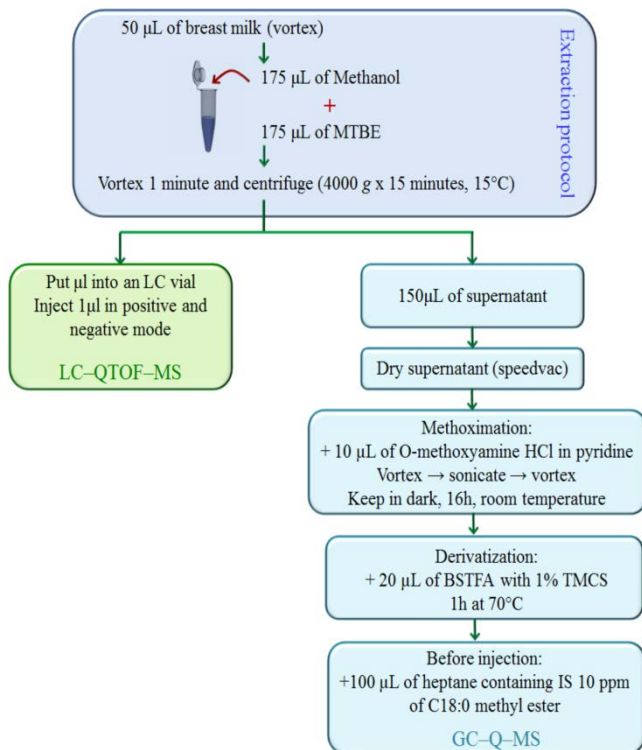 50 µL of breast milk (vortex)
175 µL of Methanol
+
175 µL of MTBE
Vortex 1 minute and centrifuge (4000 g x 15 minutes, 15°C)
Extraction protocol
Put µl into an LC vial
Inject 1µl in positive and
negative mode
LC–QTOF–MS
150µL of supernatant
Dry supernatant (speedvac)
Methoximation:
+ 10 µL of O-methoxyamine HCl in pyridine
Vortex → sonicate → vortex
Keep in dark, 16h, room temperature
Derivatization:
+ 20 µL of BSTFA with 1% TMCS
1h at 70°C
Before injection:
+100 µL of heptane containing IS 10 ppm
of C18:0 methyl ester
GC–Q–MS